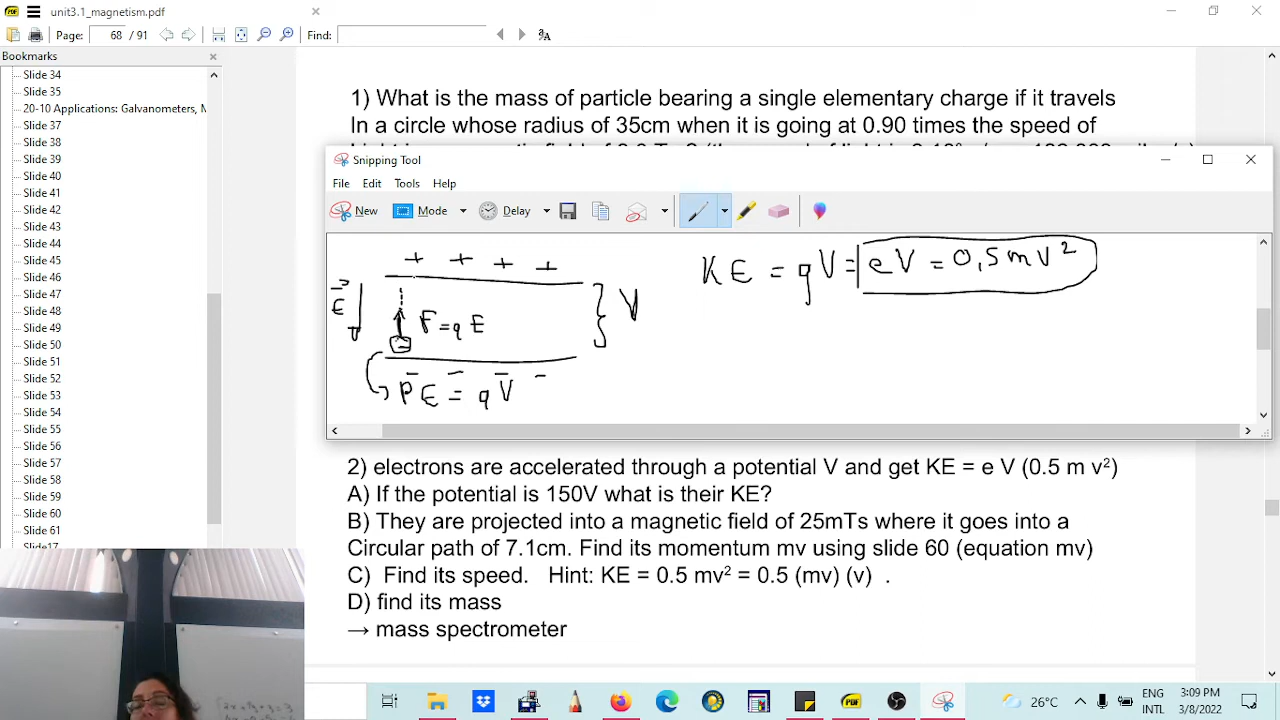 unit3.1_magnetism.pdf
Page: 68 / 91 Find:
Bookmarks
Slide 34
Slide 35
20-10 Applications: Galvanometers, M
Slide 37
Slide 38
Slide 39
Slide 40
Slide 41
Slide 42
Slide 43
Slide 44
Slide 45
Slide 46
Slide 47
Slide 48
Slide 49
Slide 50
Slide 51
Slide 52
Slide 53
Slide 54
Slide 55
Slide 56
Slide 57
Slide 58
Slide 59
Slide 60
Slide 61
Slide17
1) What is the mass of particle bearing a single elementary charge if it travels
In a circle whose radius of 35cm when it is going at 0.90 times the speed of
Snipping Tool
File Edit Tools Help
New Mode Delay
+ + + +
E
F = qE
V
PE = qV
KE = qV = eV = 0,5mv²
2) electrons are accelerated through a potential V and get KE = e V (0.5 m v²)
A) If the potential is 150V what is their KE?
B) They are projected into a magnetic field of 25mTs where it goes into a
Circular path of 7.1cm. Find its momentum mv using slide 60 (equation mv)
C) Find its speed. Hint: KE = 0.5 mv² = 0.5 (mv) (v) .
D) find its mass
→ mass spectrometer
26°C
ENG
INTL
3:09 PM
3/8/2022